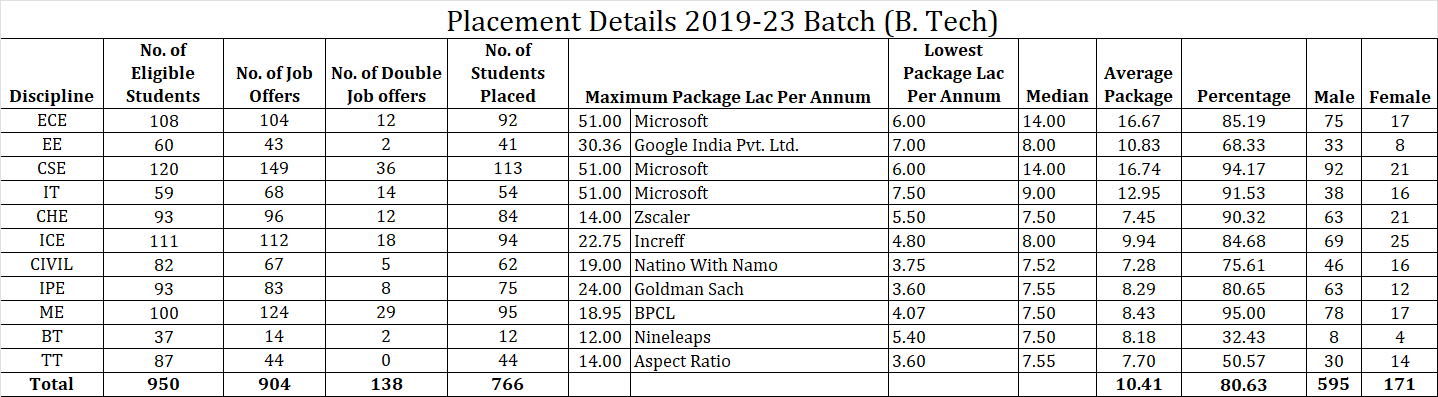 Placement Details 2019-23 Batch (B. Tech)
Discipline No. of Eligible Students No. of Job Offers No. of Double Job offers No. of Students Placed Maximum Package Lac Per Annum Lowest Package Lac Per Annum Median Average Package Percentage Male Female
ECE 108 104 12 92 51.00 Microsoft 6.00 14.00 16.67 85.19 75 17
EE 60 43 2 41 30.36 Google India Pvt. Ltd. 7.00 8.00 10.83 68.33 33 8
CSE 120 149 36 113 51.00 Microsoft 6.00 14.00 16.74 94.17 92 21
IT 59 68 14 54 51.00 Microsoft 7.50 9.00 12.95 91.53 38 16
CHE 93 96 12 84 14.00 Zscaler 5.50 7.50 7.45 90.32 63 21
ICE 111 112 18 94 22.75 Increff 4.80 8.00 9.94 84.68 69 25
CIVIL 82 67 5 62 19.00 Natino With Namo 3.75 7.52 7.28 75.61 46 16
IPE 93 83 8 75 24.00 Goldman Sach 3.60 7.55 8.29 80.65 63 12
ME 100 124 29 95 18.95 BPCL 4.07 7.50 8.43 95.00 78 17
BT 37 14 2 12 12.00 Nineleaps 5.40 7.50 8.18 32.43 8 4
TT 87 44 0 44 14.00 Aspect Ratio 3.60 7.55 7.70 50.57 30 14
Total 950 904 138 766 10.41 80.63 595 171